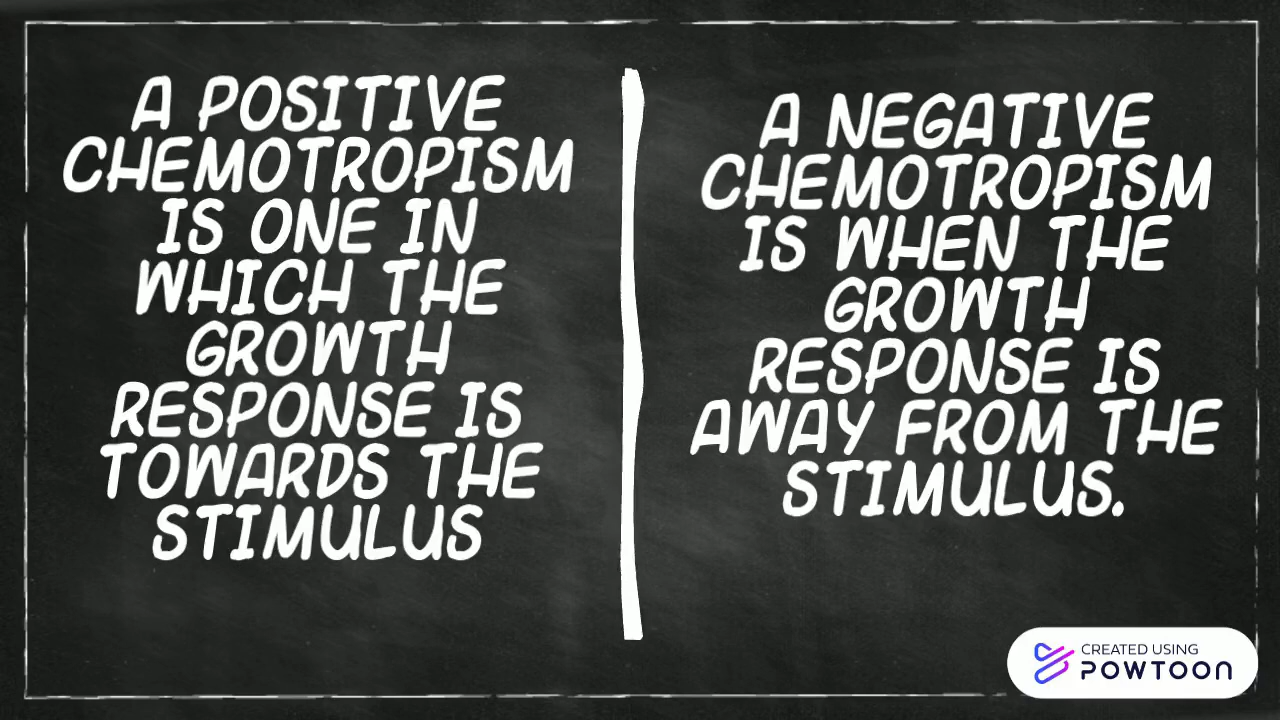 A POSITIVE
CHEMOTROPISM
IS ONE IN
WHICH THE
GROWTH
RESPONSE IS
TOWARDS THE
STIMULUS
A NEGATIVE
CHEMOTROPISM
IS WHEN THE
GROWTH
RESPONSE IS
AWAY FROM THE
STIMULUS.
CREATED USING
POWTOON